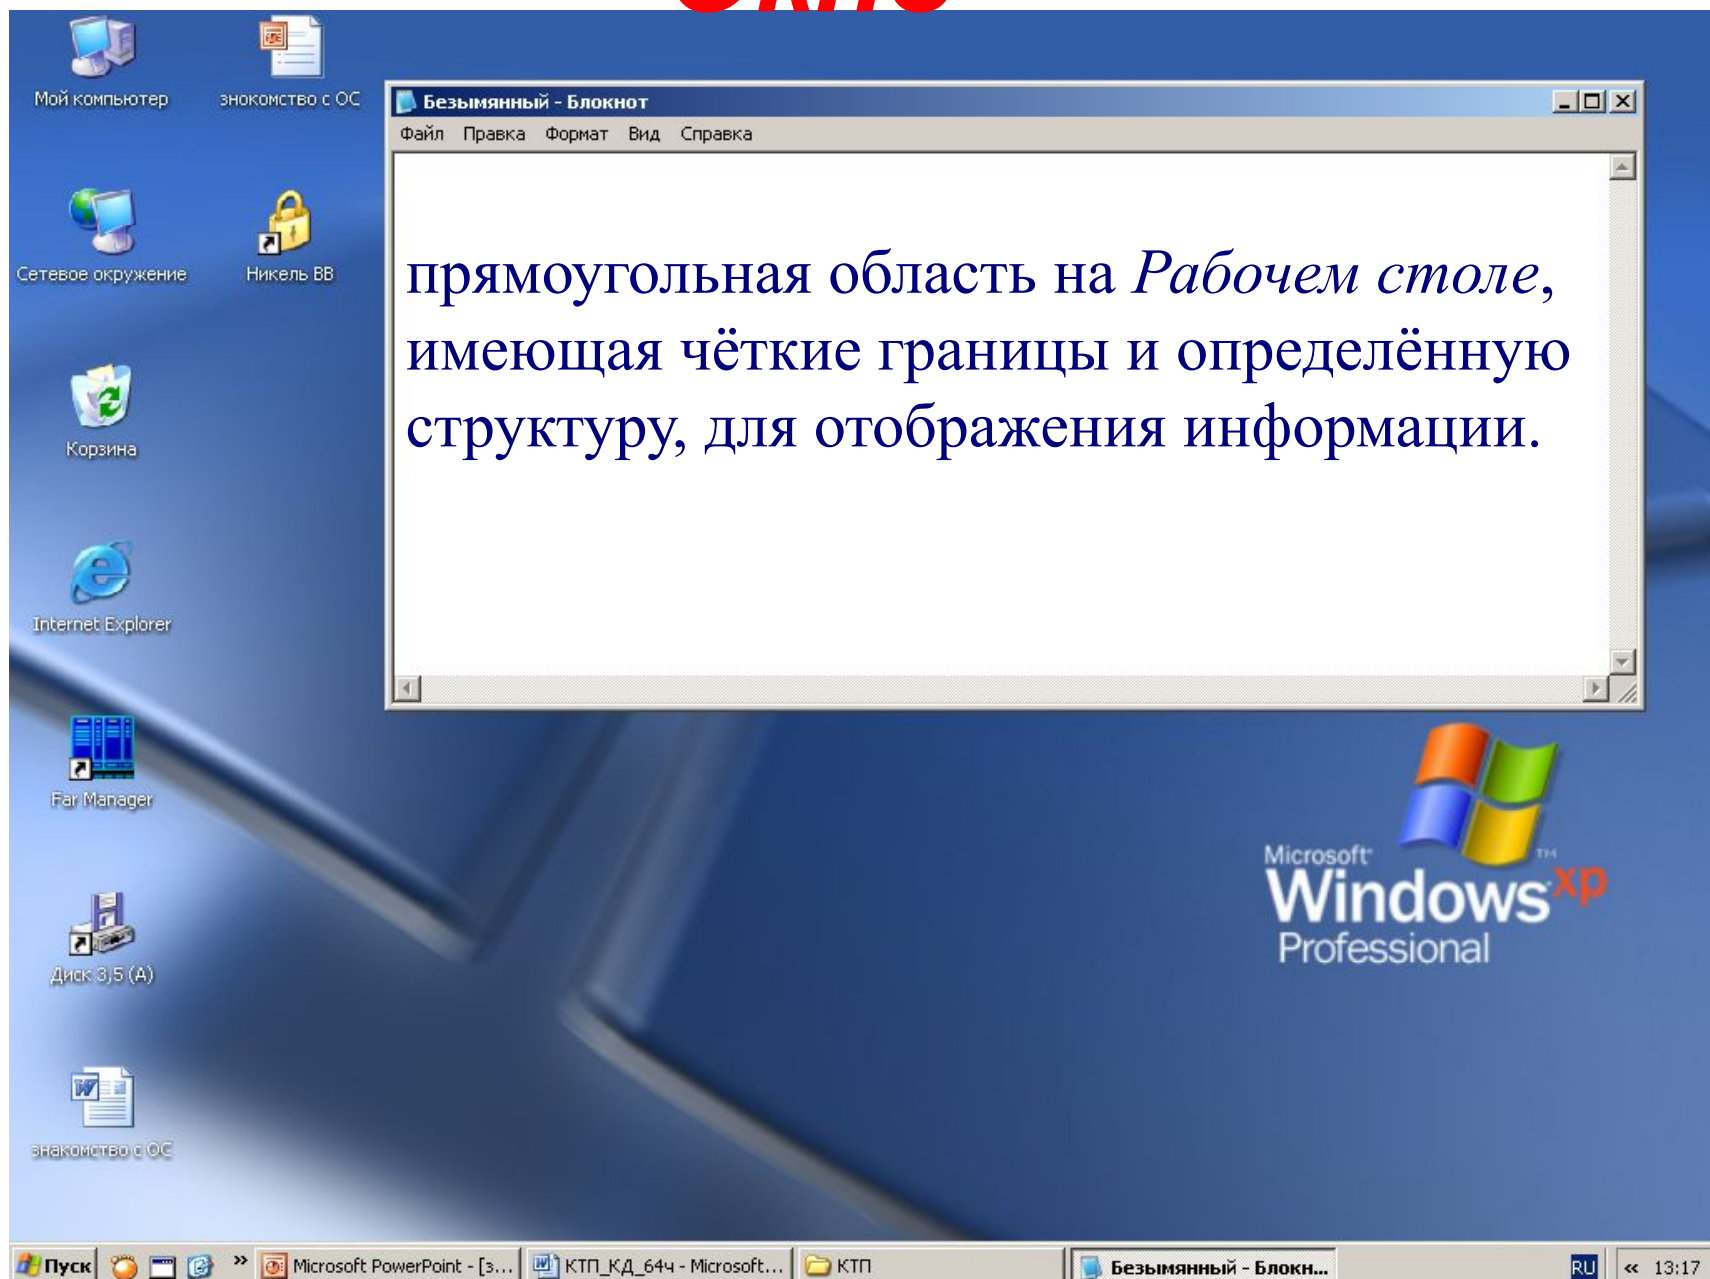 Мой компьютер
знокомство с ОС
Безымянный - Блокнот
Файл Правка Формат Вид Справка
прямоугольная область на Рабочем столе,
имеющая чёткие границы и определённую
структуру, для отображения информации.
Сетевое окружение
Никель ВВ
Корзина
Internet Explorer
Far Manager
Диск 3,5 (A)
знакомство с ОС
Microsoft
Windows xp
Professional
Пуск
Microsoft PowerPoint - [з...
КТП_КД_64ч - Microsoft...
КТП
Безымянный - Блокн...
RU
« 13:17